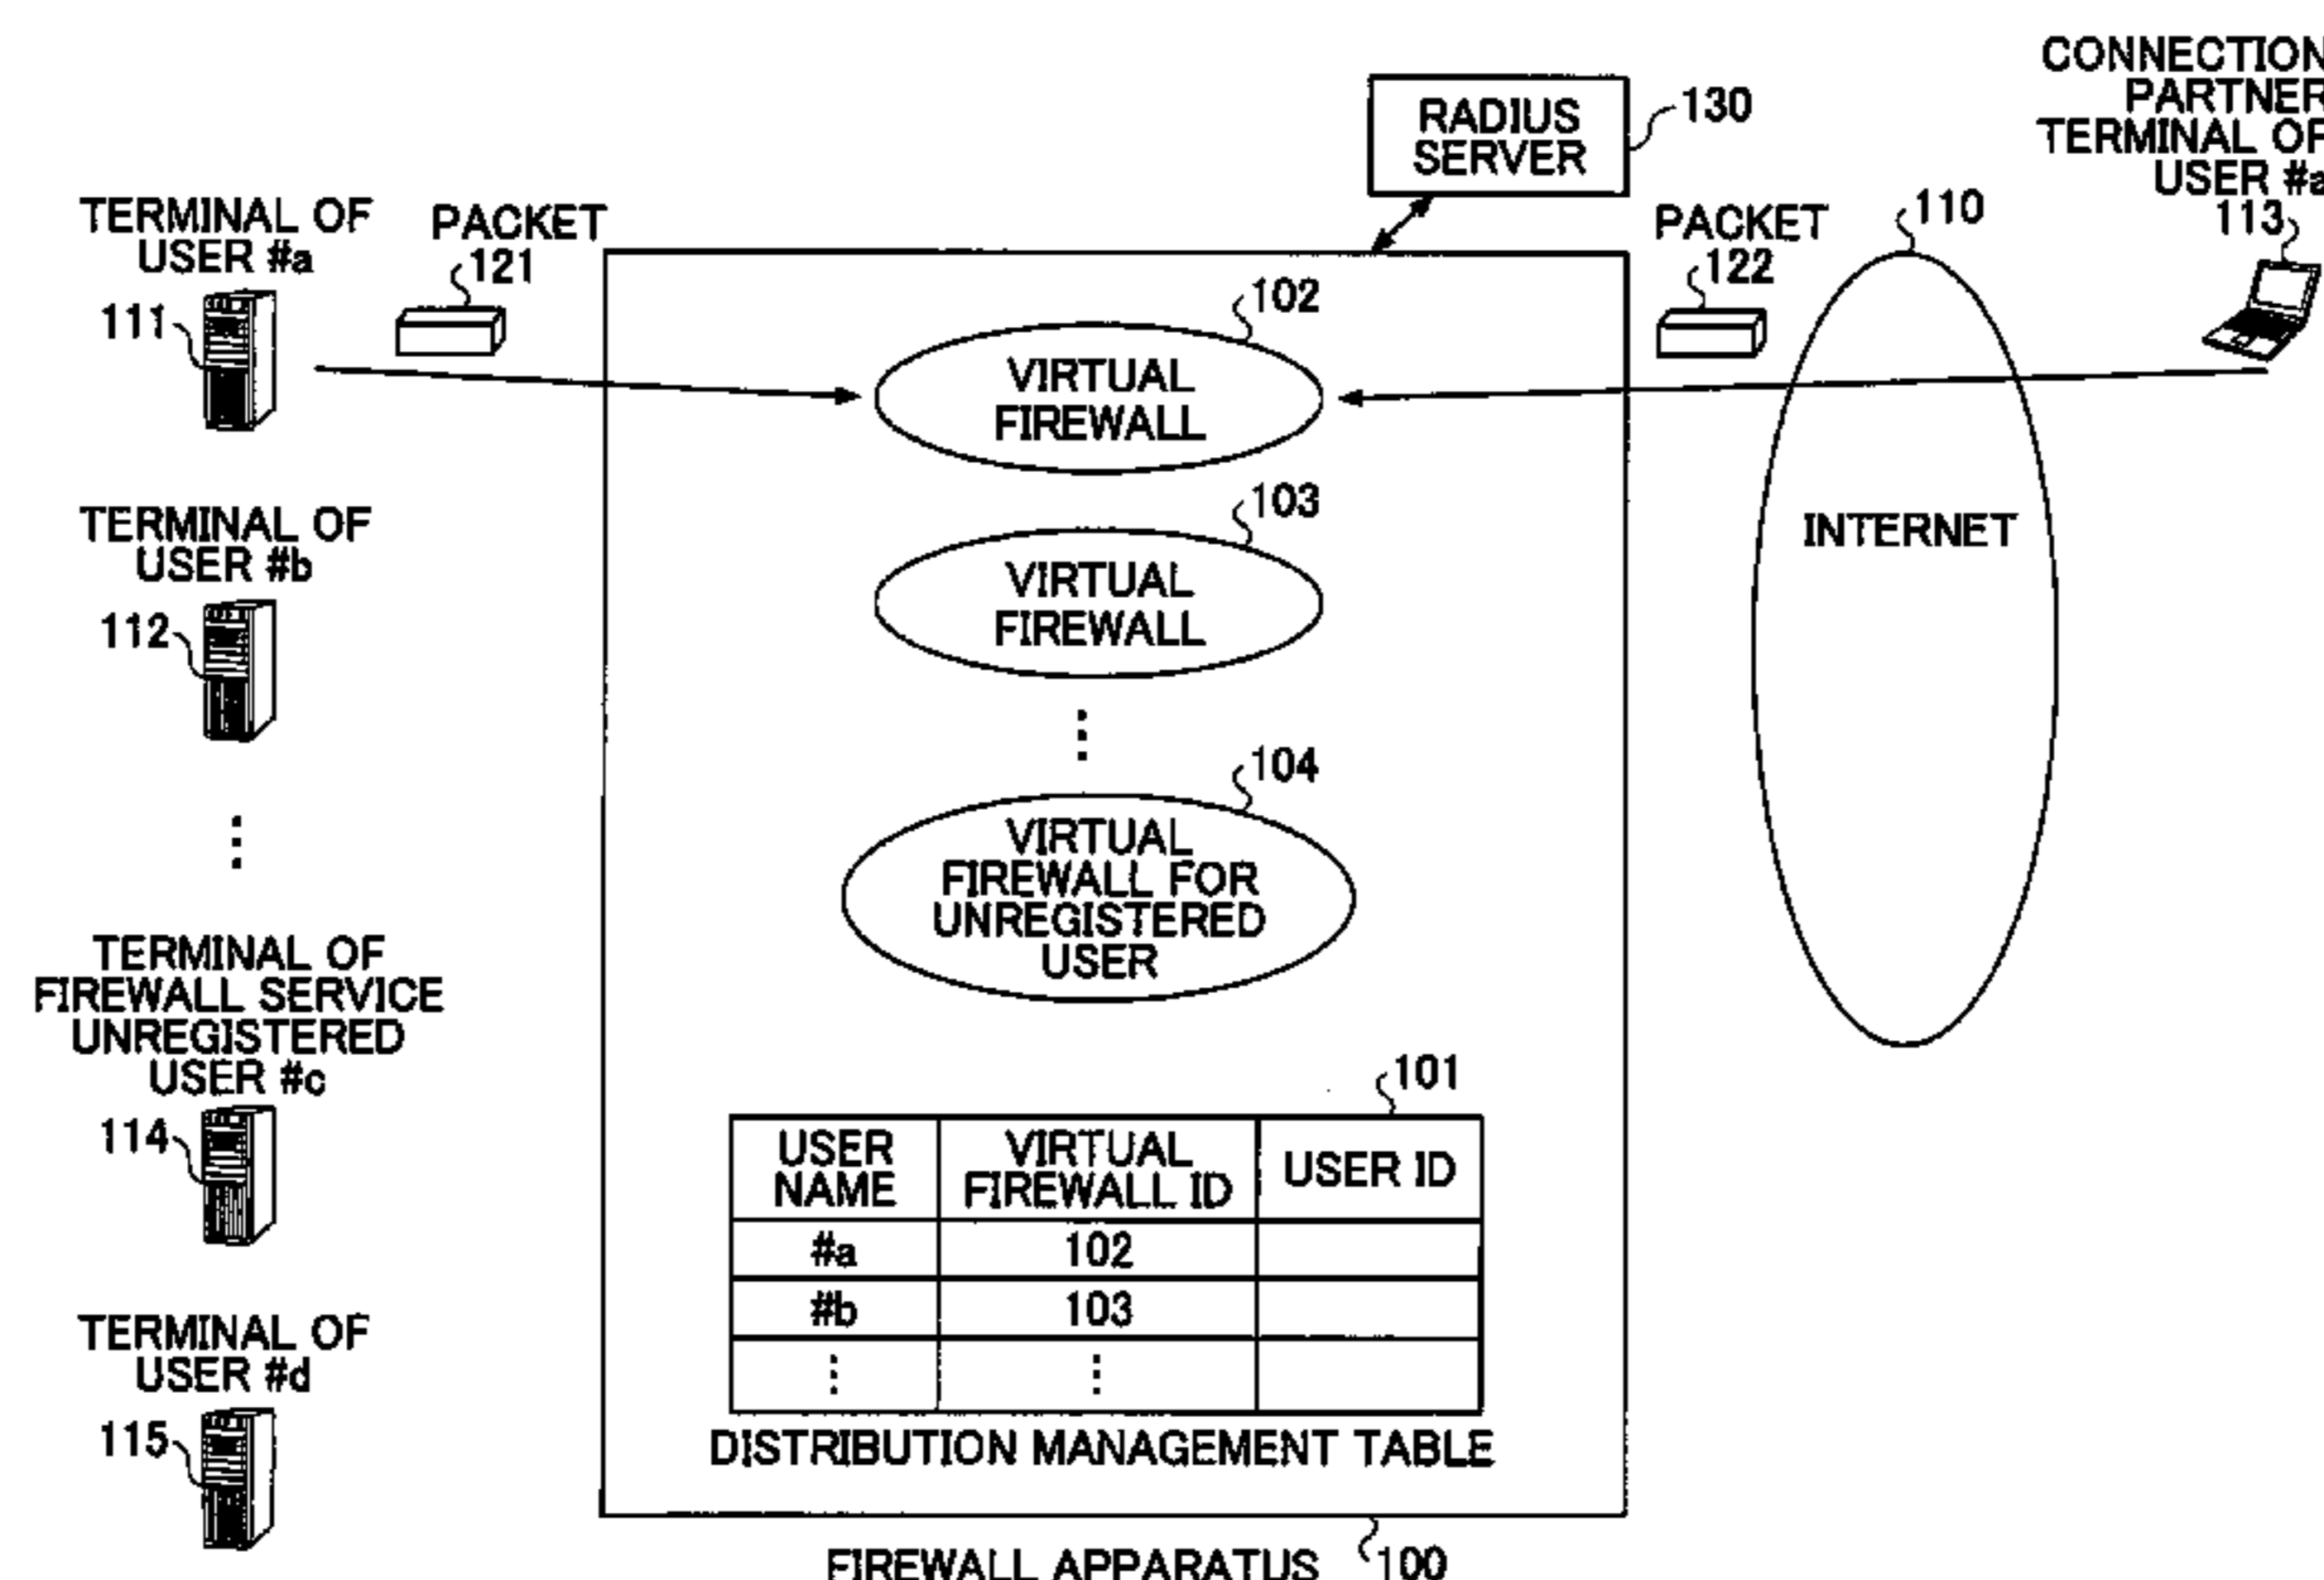 RADIUS
SERVER
130
CONNECTION
PARTNER
TERMINAL OF
USER #a
113
TERMINAL OF
USER #a
111
PACKET
121
PACKET
122
110
INTERNET
102
VIRTUAL
FIREWALL
103
VIRTUAL
FIREWALL
TERMINAL OF
USER #b
112
⋮
⋮
104
VIRTUAL
FIREWALL FOR
UNREGISTERED
USER
TERMINAL OF
FIREWALL SERVICE
UNREGISTERED
USER #c
114
TERMINAL OF
USER #d
115
101
USER
NAME
VIRTUAL
FIREWALL ID
USER ID
#a 102
#b 103
⋮ ⋮
DISTRIBUTION MANAGEMENT TABLE
FIREWALL APPARATUS 100